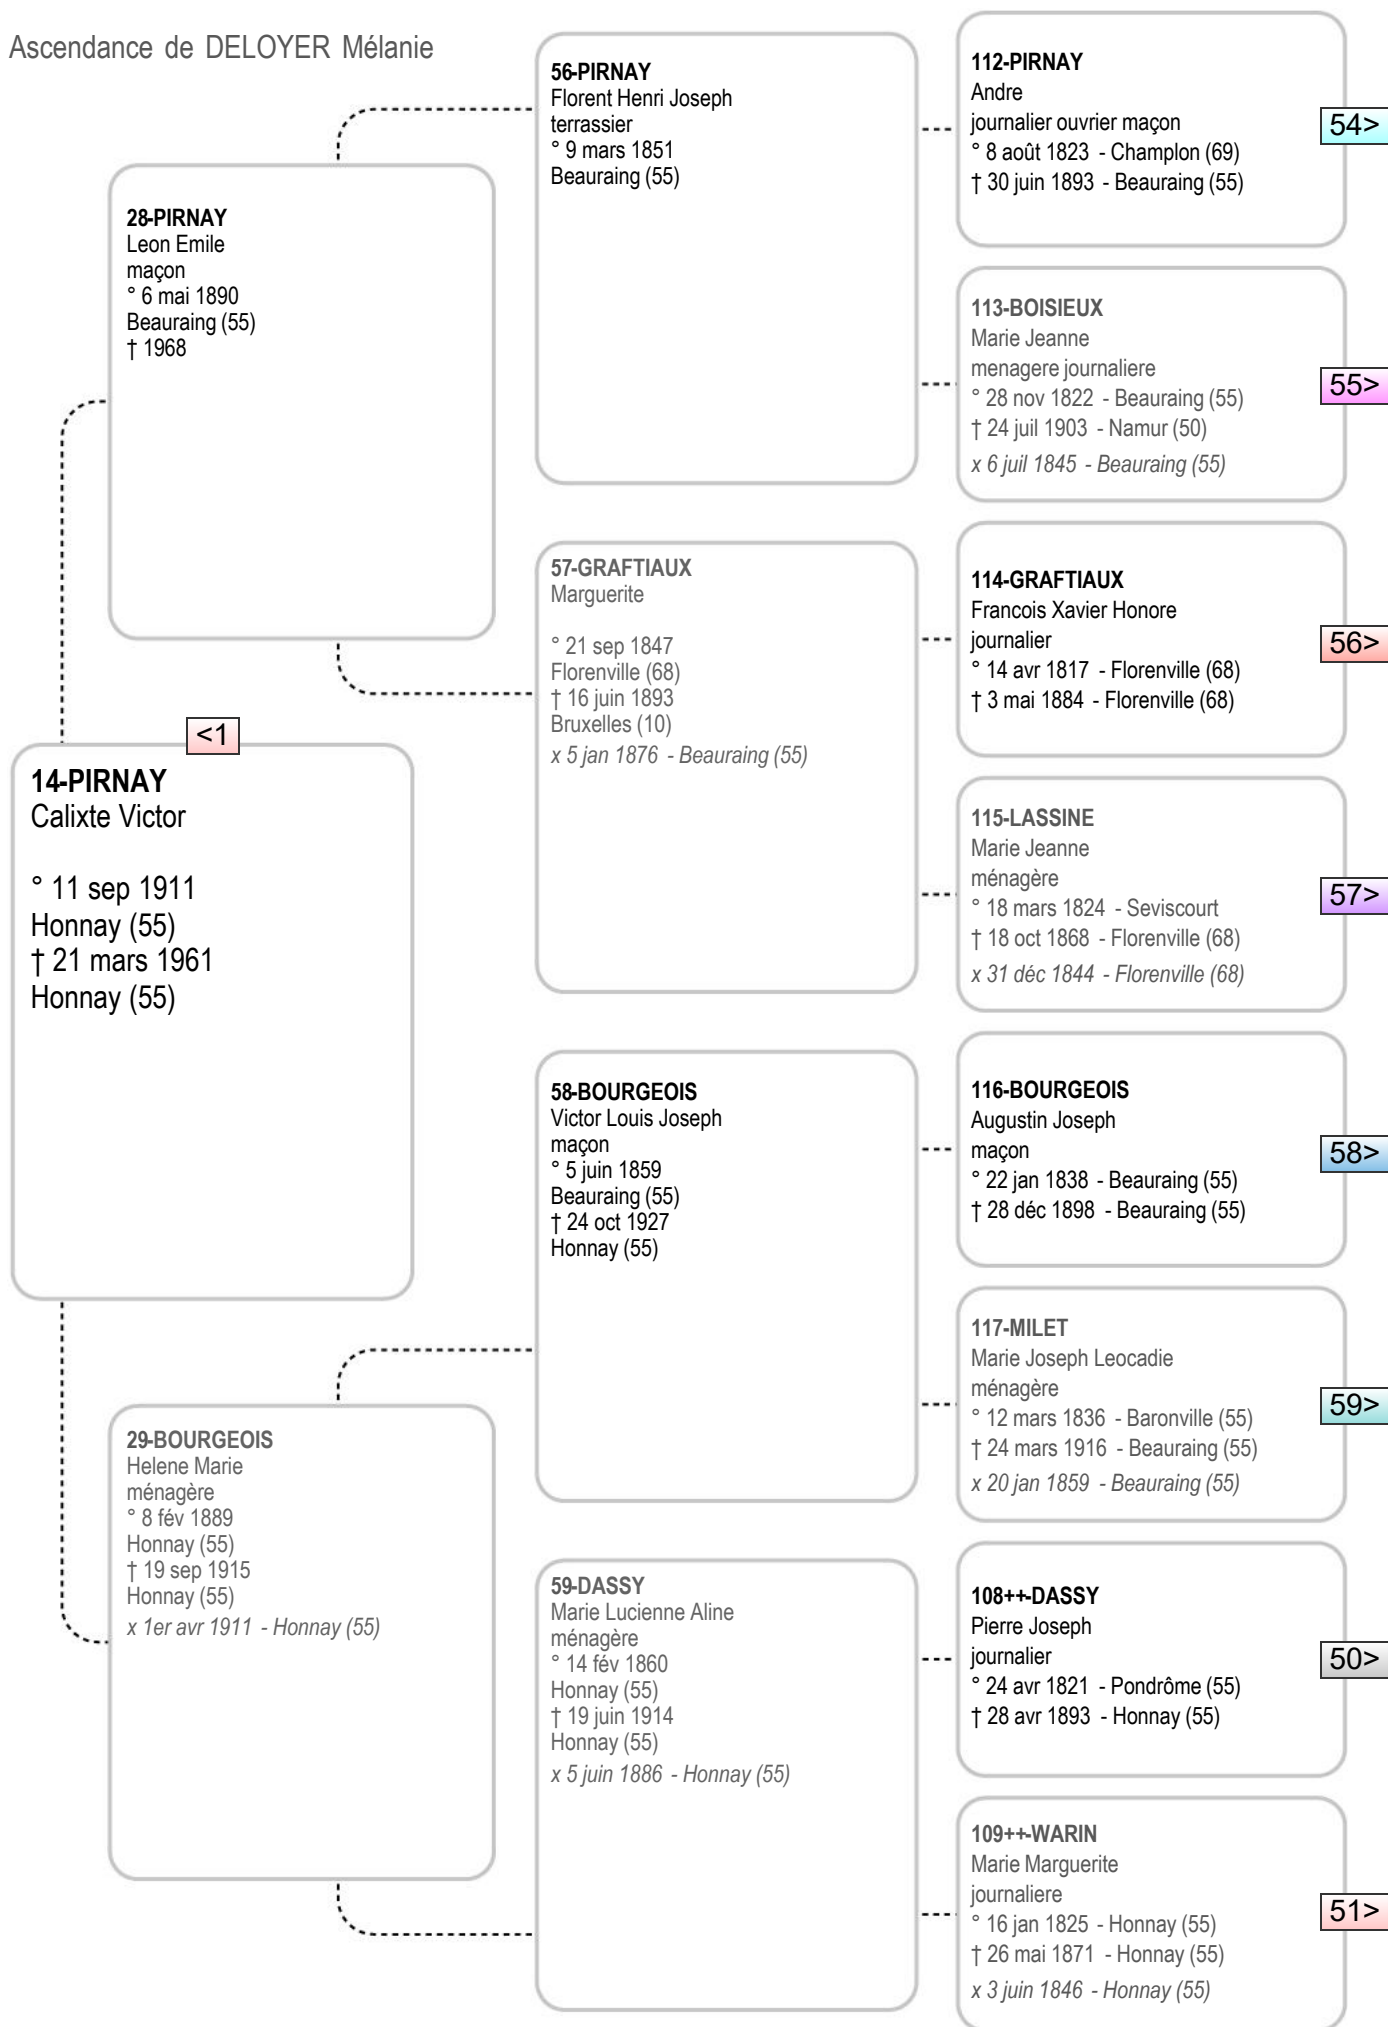 Ascendance de DELOYER Mélanie
<1
14-PIRNAY
Calixte Victor
° 11 sep 1911
Honnay (55)
† 21 mars 1961
Honnay (55)
28-PIRNAY
Leon Emile
maçon
° 6 mai 1890
Beauraing (55)
† 1968
29-BOURGEOIS
Helene Marie
ménagère
° 8 fév 1889
Honnay (55)
† 19 sep 1915
Honnay (55)
x 1er avr 1911 - Honnay (55)
56-PIRNAY
Florent Henri Joseph
terrassier
° 9 mars 1851
Beauraing (55)
57-GRAFTIAUX
Marguerite
° 21 sep 1847
Florenville (68)
† 16 juin 1893
Bruxelles (10)
x 5 jan 1876 - Beauraing (55)
58-BOURGEOIS
Victor Louis Joseph
maçon
° 5 juin 1859
Beauraing (55)
† 24 oct 1927
Honnay (55)
59-DASSY
Marie Lucienne Aline
ménagère
° 14 fév 1860
Honnay (55)
† 19 juin 1914
Honnay (55)
x 5 juin 1886 - Honnay (55)
112-PIRNAY
Andre
journalier ouvrier maçon
° 8 août 1823 - Champlon (69)
† 30 juin 1893 - Beauraing (55)
54>
113-BOISIEUX
Marie Jeanne
menagere journaliere
° 28 nov 1822 - Beauraing (55)
† 24 juil 1903 - Namur (50)
x 6 juil 1845 - Beauraing (55)
55>
114-GRAFTIAUX
Francois Xavier Honore
journalier
° 14 avr 1817 - Florenville (68)
† 3 mai 1884 - Florenville (68)
56>
115-LASSINE
Marie Jeanne
ménagère
° 18 mars 1824 - Seviscourt
† 18 oct 1868 - Florenville (68)
x 31 déc 1844 - Florenville (68)
57>
116-BOURGEOIS
Augustin Joseph
maçon
° 22 jan 1838 - Beauraing (55)
† 28 déc 1898 - Beauraing (55)
58>
117-MILET
Marie Joseph Leocadie
ménagère
° 12 mars 1836 - Baronville (55)
† 24 mars 1916 - Beauraing (55)
x 20 jan 1859 - Beauraing (55)
59>
108++-DASSY
Pierre Joseph
journalier
° 24 avr 1821 - Pondrôme (55)
† 28 avr 1893 - Honnay (55)
50>
109++-WARIN
Marie Marguerite
journaliere
° 16 jan 1825 - Honnay (55)
† 26 mai 1871 - Honnay (55)
x 3 juin 1846 - Honnay (55)
51>